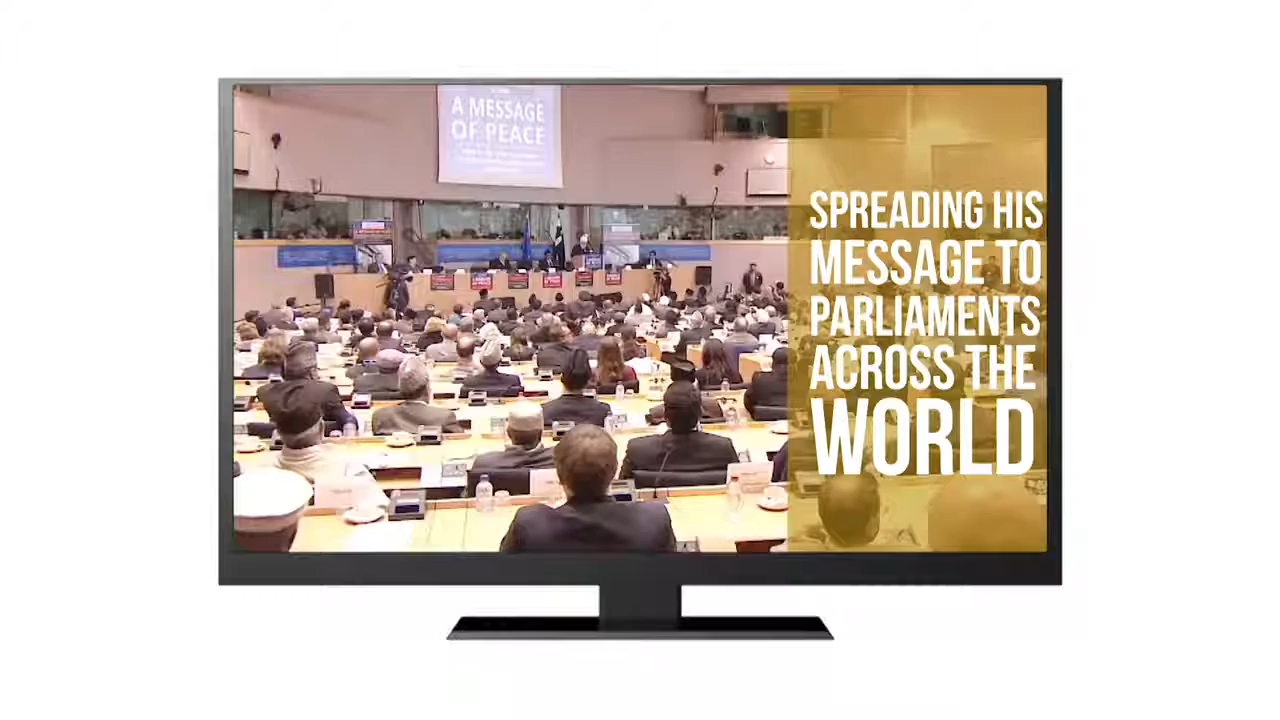 A MESSAGE
OF PEACE
SPREADING HIS
MESSAGE TO
PARLIAMENTS
ACROSS THE
WORLD